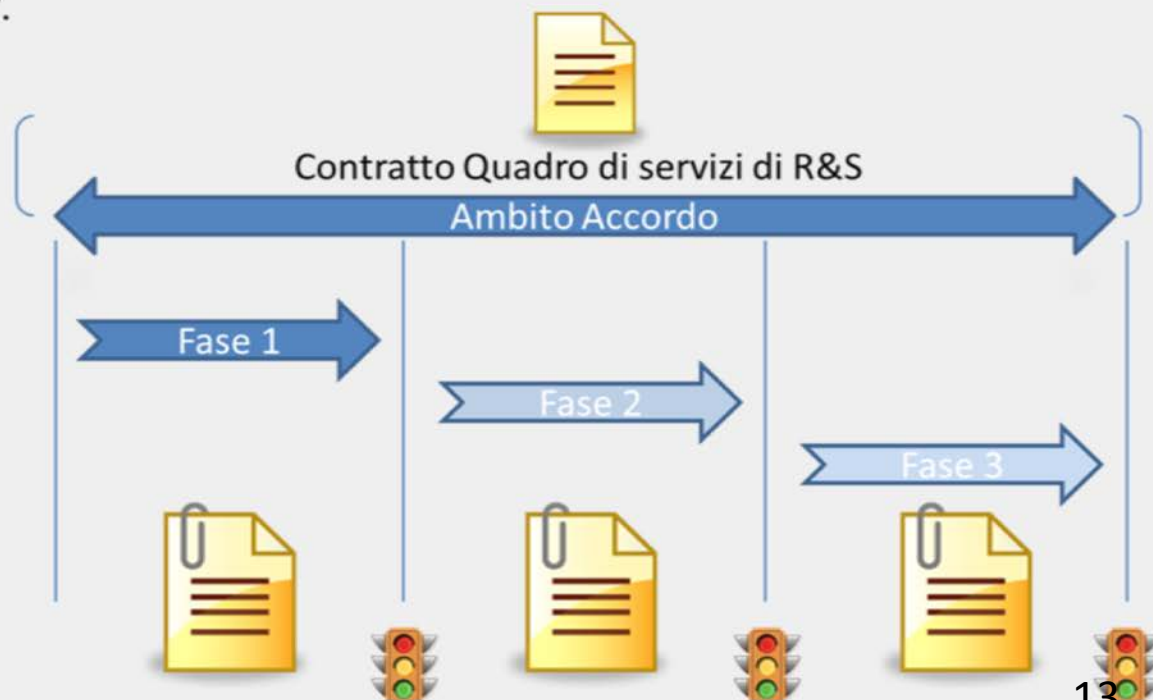 .
Contratto Quadro di servizi di R&S
Ambito Accordo
Fase 1
Fase 2
Fase 3
13